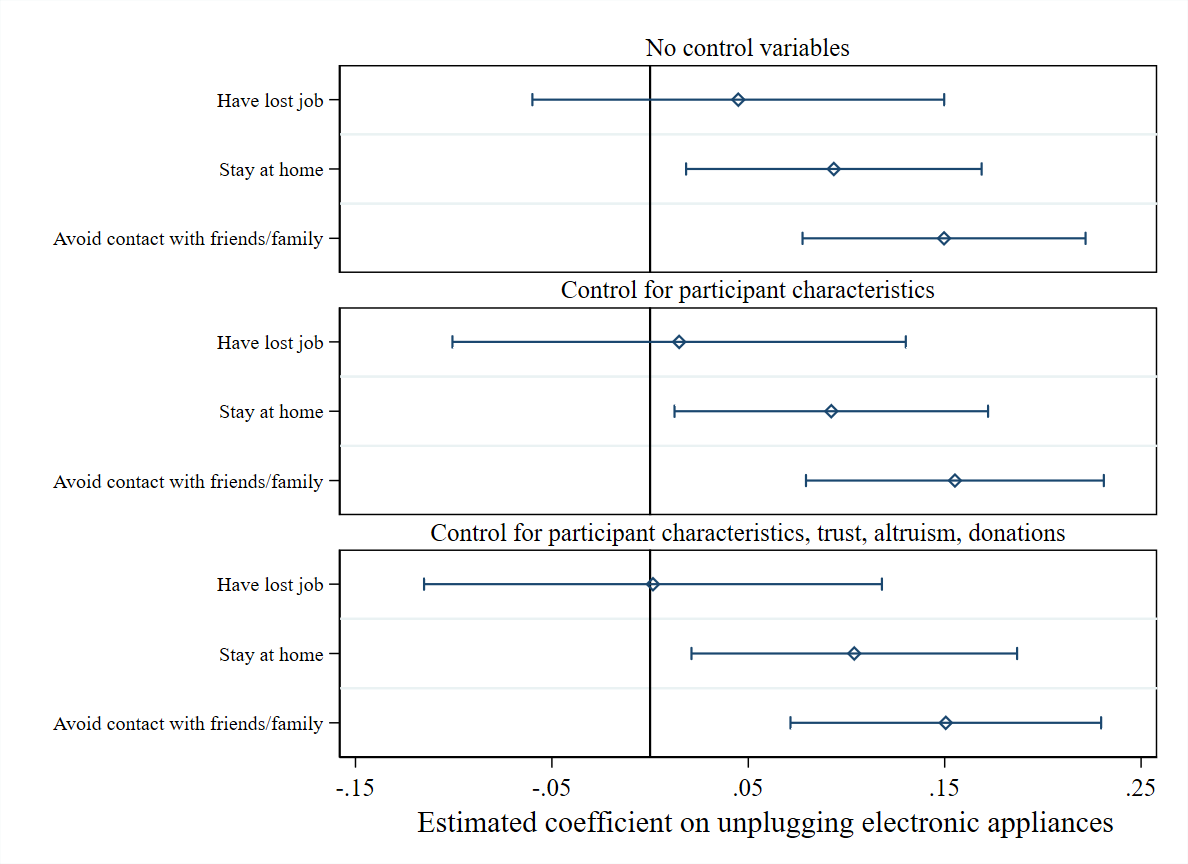 No control variables
Have lost job
Stay at home
Avoid contact with friends/family
Control for participant characteristics
Have lost job
Stay at home
Avoid contact with friends/family
Control for participant characteristics, trust, altruism, donations
Have lost job
Stay at home
Avoid contact with friends/family
-.15 -.05 .05 .15 .25
Estimated coefficient on unplugging electronic appliances